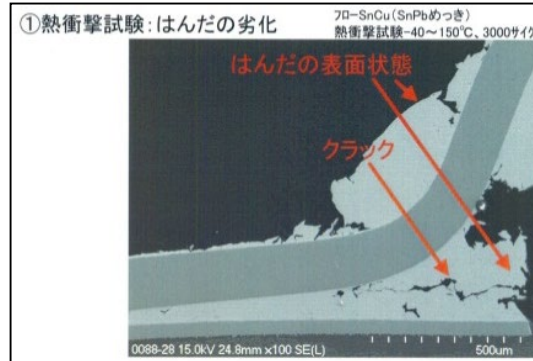 ①熱衝撃試験:はんだの劣化
フローSnCu(SnPbめっき)
熱衝撃試験-40~150℃、3000サイク
はんだの表面状態
クラック
0088-28 15.0kV 24.8mm x100 SE(L)
500um